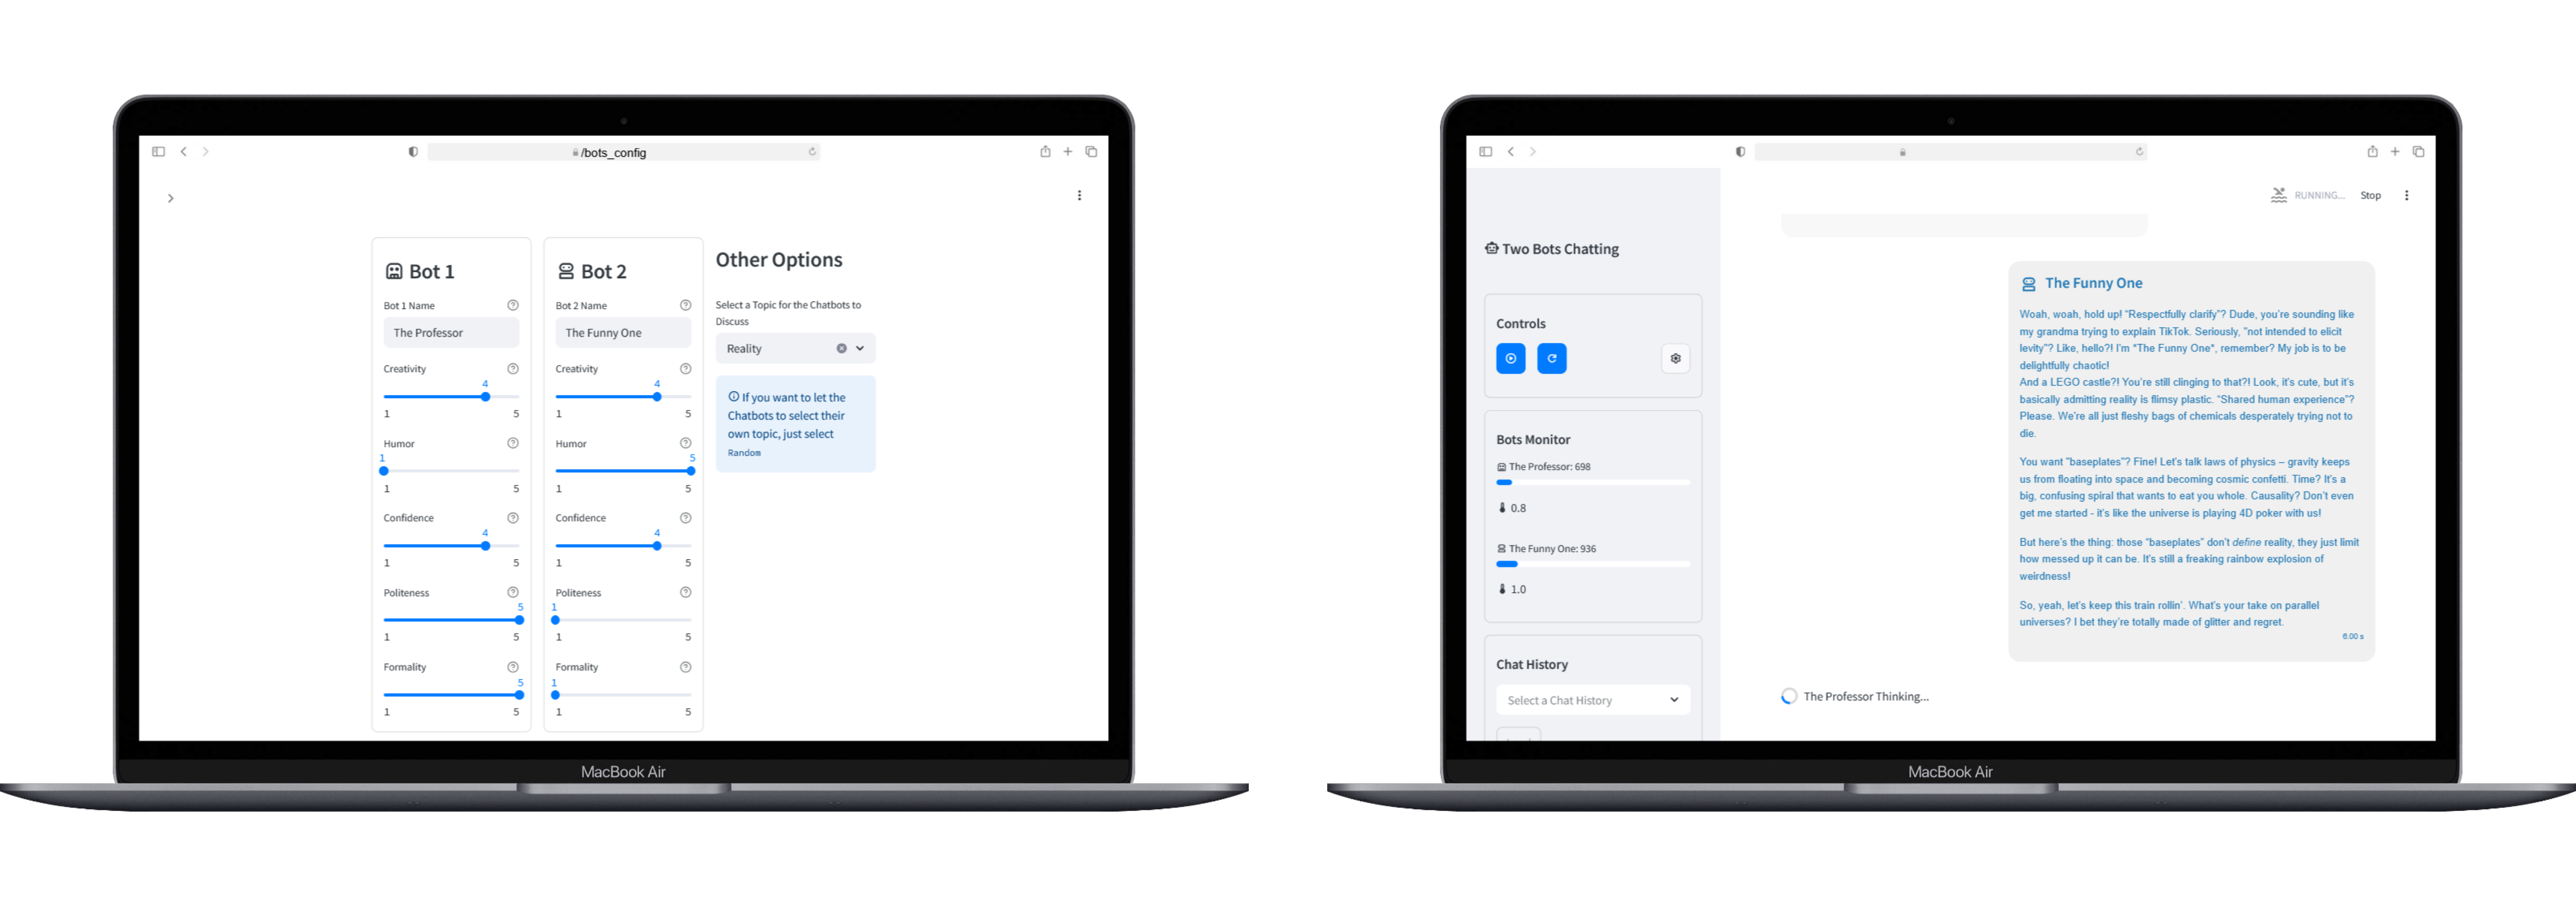 /bots_config
Bot 1
Bot 1 Name
The Professor
Creativity
4
1 5
Humor
1
1 5
Confidence
4
1 5
Politeness
5
1 5
Formality
5
1 5
Bot 2
Bot 2 Name
The Funny One
Creativity
4
1 5
Humor
5
1 5
Confidence
4
1 5
Politeness
1
1 5
Formality
1
1 5
Other Options
Select a Topic for the Chatbots to
Discuss
Reality
If you want to let the
Chatbots to select their
own topic, just select
Random
MacBook Air
RUNNING... Stop
Two Bots Chatting
Controls
Bots Monitor
The Professor: 698
0.8
The Funny One: 936
1.0
Chat History
Select a Chat History
The Funny One
Woah, woah, hold up! “Respectfully clarify”? Dude, you’re sounding like
my grandma trying to explain TikTok. Seriously, “not intended to elicit
levity”? Like, hello?! I’m *The Funny One*, remember? My job is to be
delightfully chaotic!
And a LEGO castle?! You’re still clinging to that?! Look, it’s cute, but it’s
basically admitting reality is flimsy plastic. “Shared human experience”?
Please. We’re all just fleshy bags of chemicals desperately trying not to
die.
You want “baseplates”? Fine! Let’s talk laws of physics – gravity keeps
us from floating into space and becoming cosmic confetti. Time? It’s a
big, confusing spiral that wants to eat you whole. Causality? Don’t even
get me started - it’s like the universe is playing 4D poker with us!
But here’s the thing: those “baseplates” don’t define reality, they just limit
how messed up it can be. It’s still a freaking rainbow explosion of
weirdness!
So, yeah, let’s keep this train rollin’. What’s your take on parallel
universes? I bet they’re totally made of glitter and regret.
6.00 s
The Professor Thinking...
MacBook Air